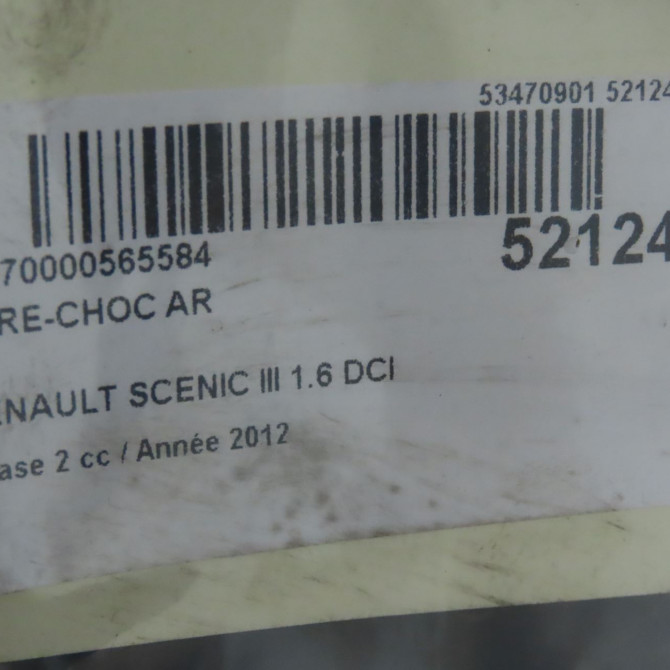 53470901 52124
70000565584
52124
RE-CHOC AR
ENAULT SCENIC III 1.6 DCI
ase 2 cc / Année 2012